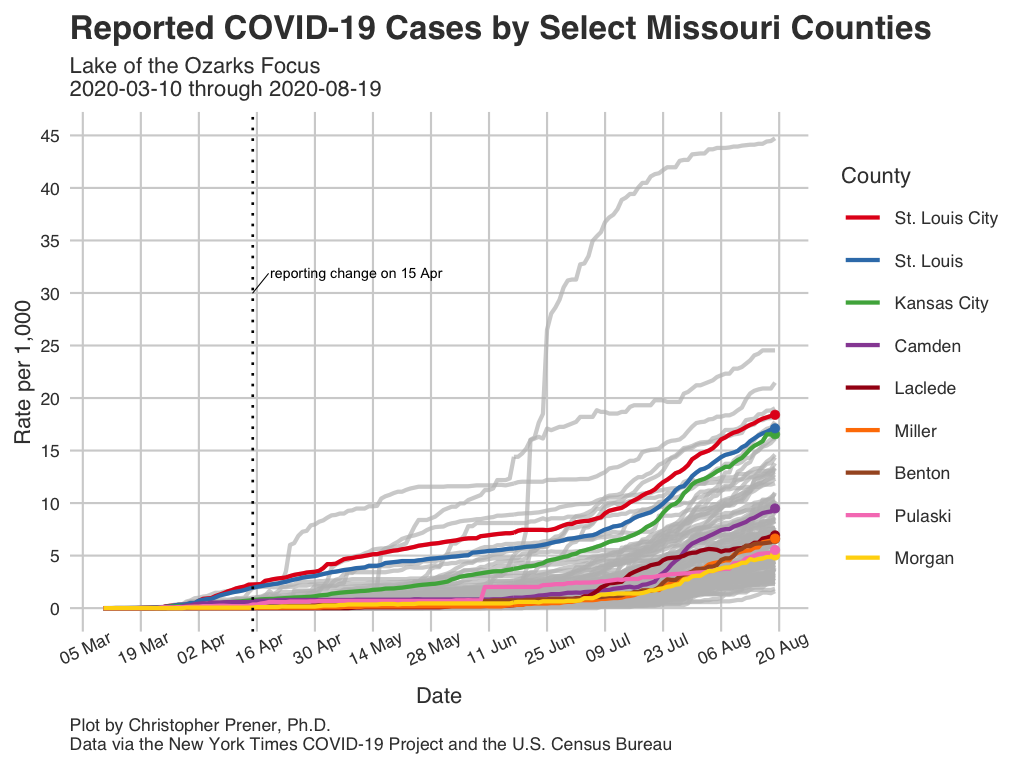 Reported COVID-19 Cases by Select Missouri Counties
Lake of the Ozarks Focus
2020-03-10 through 2020-08-19
Rate per 1,000
45
40
35
30
25
20
15
10
5
0
reporting change on 15 Apr
05 Mar
19 Mar
02 Apr
16 Apr
30 Apr
14 May
28 May
11 Jun
25 Jun
09 Jul
23 Jul
06 Aug
20 Aug
Date
County
St. Louis City
St. Louis
Kansas City
Camden
Laclede
Miller
Benton
Pulaski
Morgan
Plot by Christopher Prener, Ph.D.
Data via the New York Times COVID-19 Project and the U.S. Census Bureau